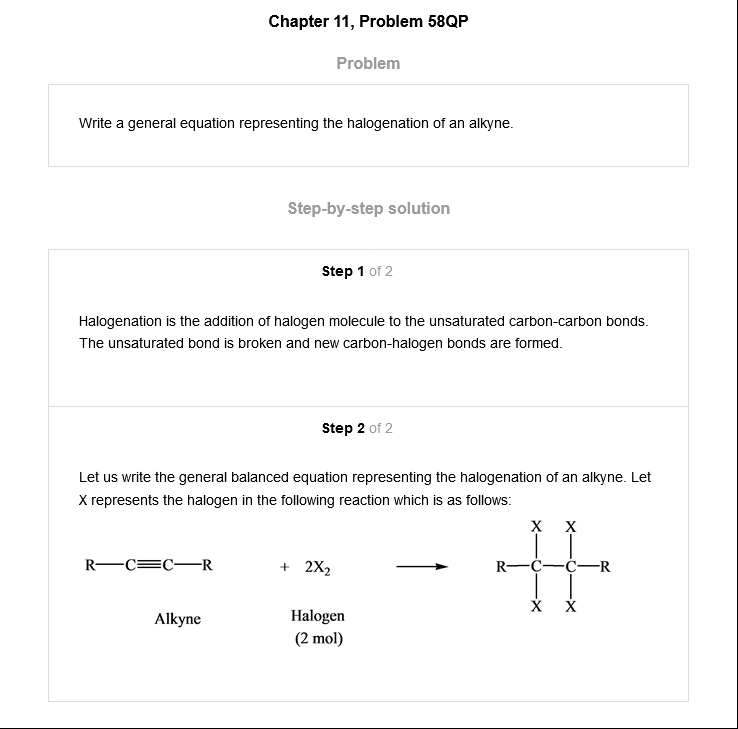 Chapter 11, Problem 58QP
Problem
Write a general equation representing the halogenation of an alkyne.
Step-by-step solution
Step 1 of 2
Halogenation is the addition of halogen molecule to the unsaturated carbon-carbon bonds.
The unsaturated bond is broken and new carbon-halogen bonds are formed.
Step 2 of 2
Let us write the general balanced equation representing the halogenation of an alkyne. Let
X represents the halogen in the following reaction which is as follows:
X X
R—C≡C—R + 2X₂ ⟶ R—C—C—R
X X
Alkyne Halogen
(2 mol)